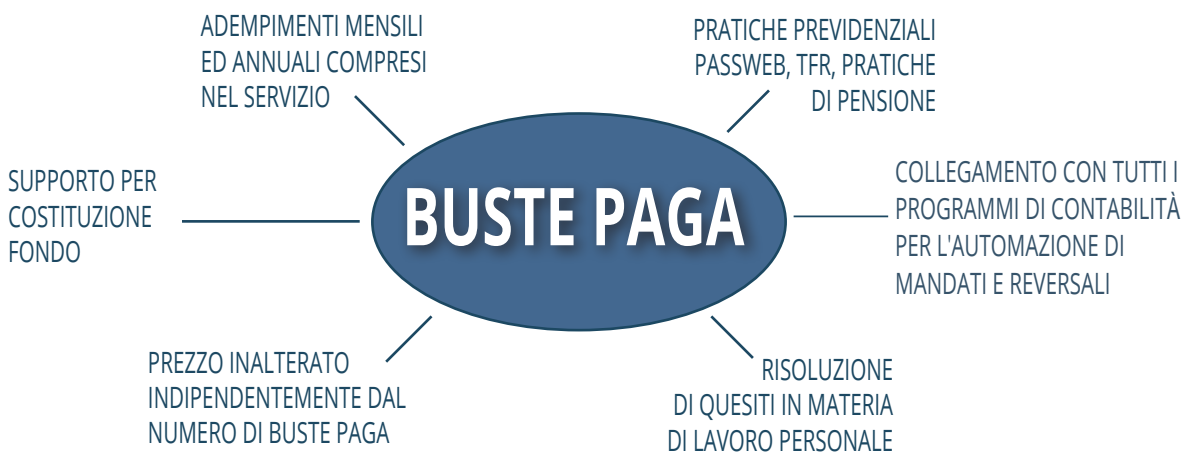 ADEMPIMENTI MENSILI
ED ANNUALI COMPRESI
NEL SERVIZIO
PRATICHE PREVIDENZIALI
PASSWEB, TFR, PRATICHE
DI PENSIONE
SUPPORTO PER
COSTITUZIONE
FONDO
BUSTE PAGA
COLLEGAMENTO CON TUTTI I
PROGRAMMI DI CONTABILITÀ
PER L'AUTOMAZIONE DI
MANDATI E REVERSALI
PREZZO INALTERATO
INDIPENDENTEMENTE DAL
NUMERO DI BUSTE PAGA
RISOLUZIONE
DI QUESITI IN MATERIA
DI LAVORO PERSONALE